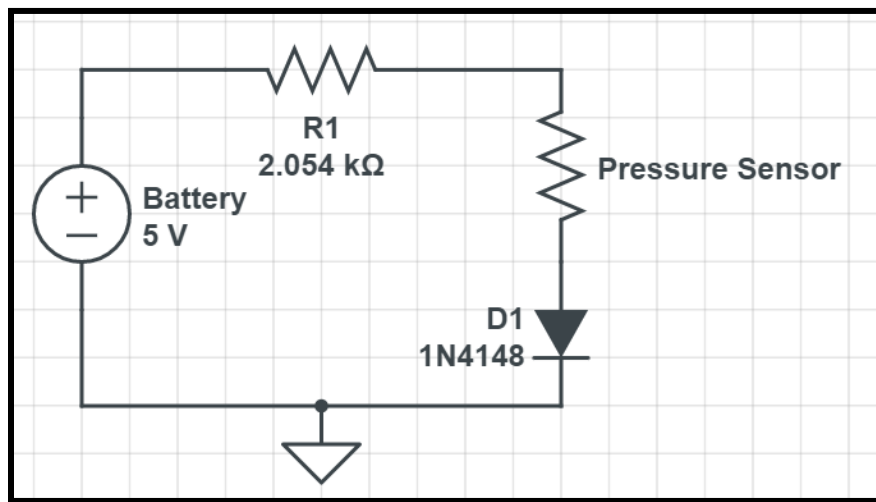 R1
2.054 kΩ
Pressure Sensor
Battery
5 V
D1
1N4148